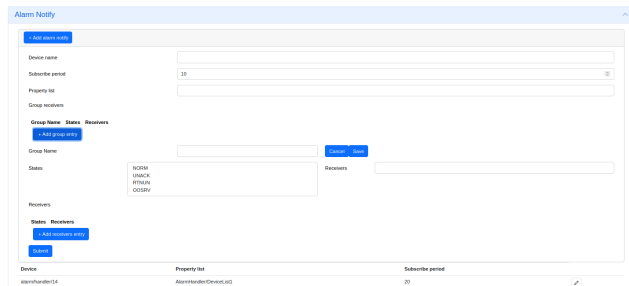 Alarm Notify
+ Add alarm notify
Device name
Subscribe period 10
Property list
Group receivers
Group Name States Receivers
+ Add group entry
Group Name Cancel Save
States NORM Receivers
UNACK
RTNUN
OOSRV
Receivers
States Receivers
+ Add receivers entry
Submit
Device Property list Subscribe period
alarm/handler/14 AlarmHandler/DeviceList1 20